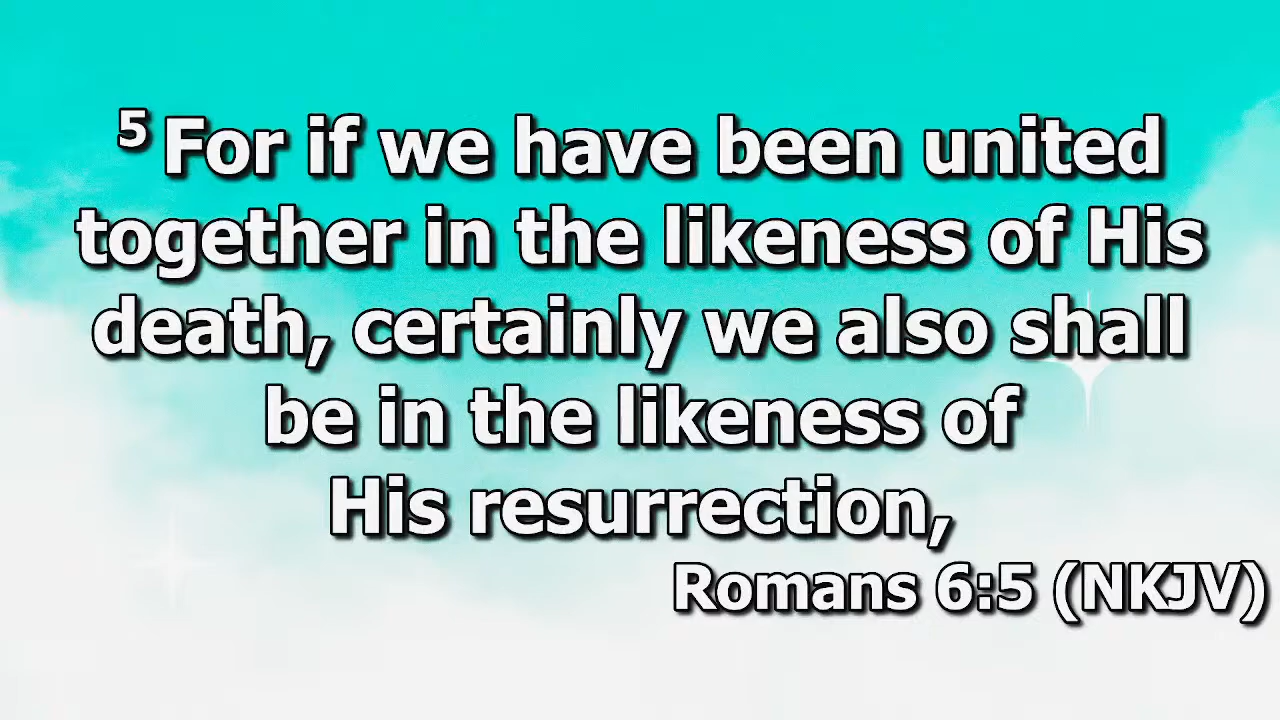 5 For if we have been united
together in the likeness of His
death, certainly we also shall
be in the likeness of
His resurrection,
Romans 6:5 (NKJV)